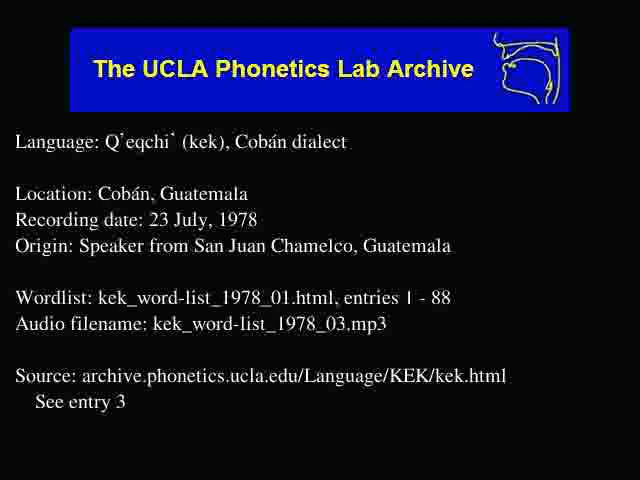 The UCLA Phonetics Lab Archive
Language: Q'eqchi` (kek), Cobán dialect
Location: Cobán, Guatemala
Recording date: 23 July, 1978
Origin: Speaker from San Juan Chamelco, Guatemala
Wordlist: kek_word-list_1978_01.html, entries 1 - 88
Audio filename: kek_word-list_1978_03.mp3
Source: archive.phonetics.ucla.edu/Language/KEK/kek.html
See entry 3